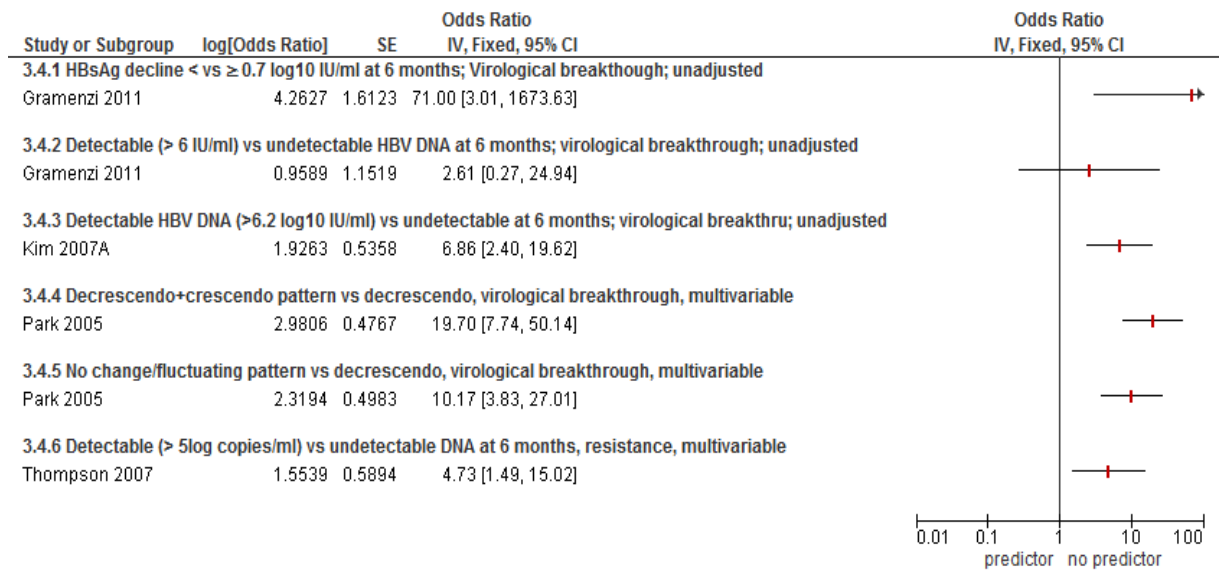 Odds Ratio Odds Ratio
Study or Subgroup log[Odds Ratio] SE IV, Fixed, 95% CI IV, Fixed, 95% CI
3.4.1 HBsAg decline < vs ≥ 0.7 log10 IU/ml at 6 months; Virological breakthough; unadjusted
Gramenzi 2011 4.2627 1.6123 71.00 [3.01, 1673.63]
3.4.2 Detectable (> 6 IU/ml) vs undetectable HBV DNA at 6 months; virological breakthrough; unadjusted
Gramenzi 2011 0.9589 1.1519 2.61 [0.27, 24.94]
3.4.3 Detectable HBV DNA (>6.2 log10 IU/ml) vs undetectable at 6 months; virological breakthru; unadjusted
Kim 2007A 1.9263 0.5358 6.86 [2.40, 19.62]
3.4.4 Decrescendo+crescendo pattern vs decrescendo, virological breakthrough, multivariable
Park 2005 2.9806 0.4767 19.70 [7.74, 50.14]
3.4.5 No change/fluctuating pattern vs decrescendo, virological breakthrough, multivariable
Park 2005 2.3194 0.4983 10.17 [3.83, 27.01]
3.4.6 Detectable (> 5log copies/ml) vs undetectable DNA at 6 months, resistance, multivariable
Thompson 2007 1.5539 0.5894 4.73 [1.49, 15.02]
0.01 0.1 1 10 100
predictor no predictor